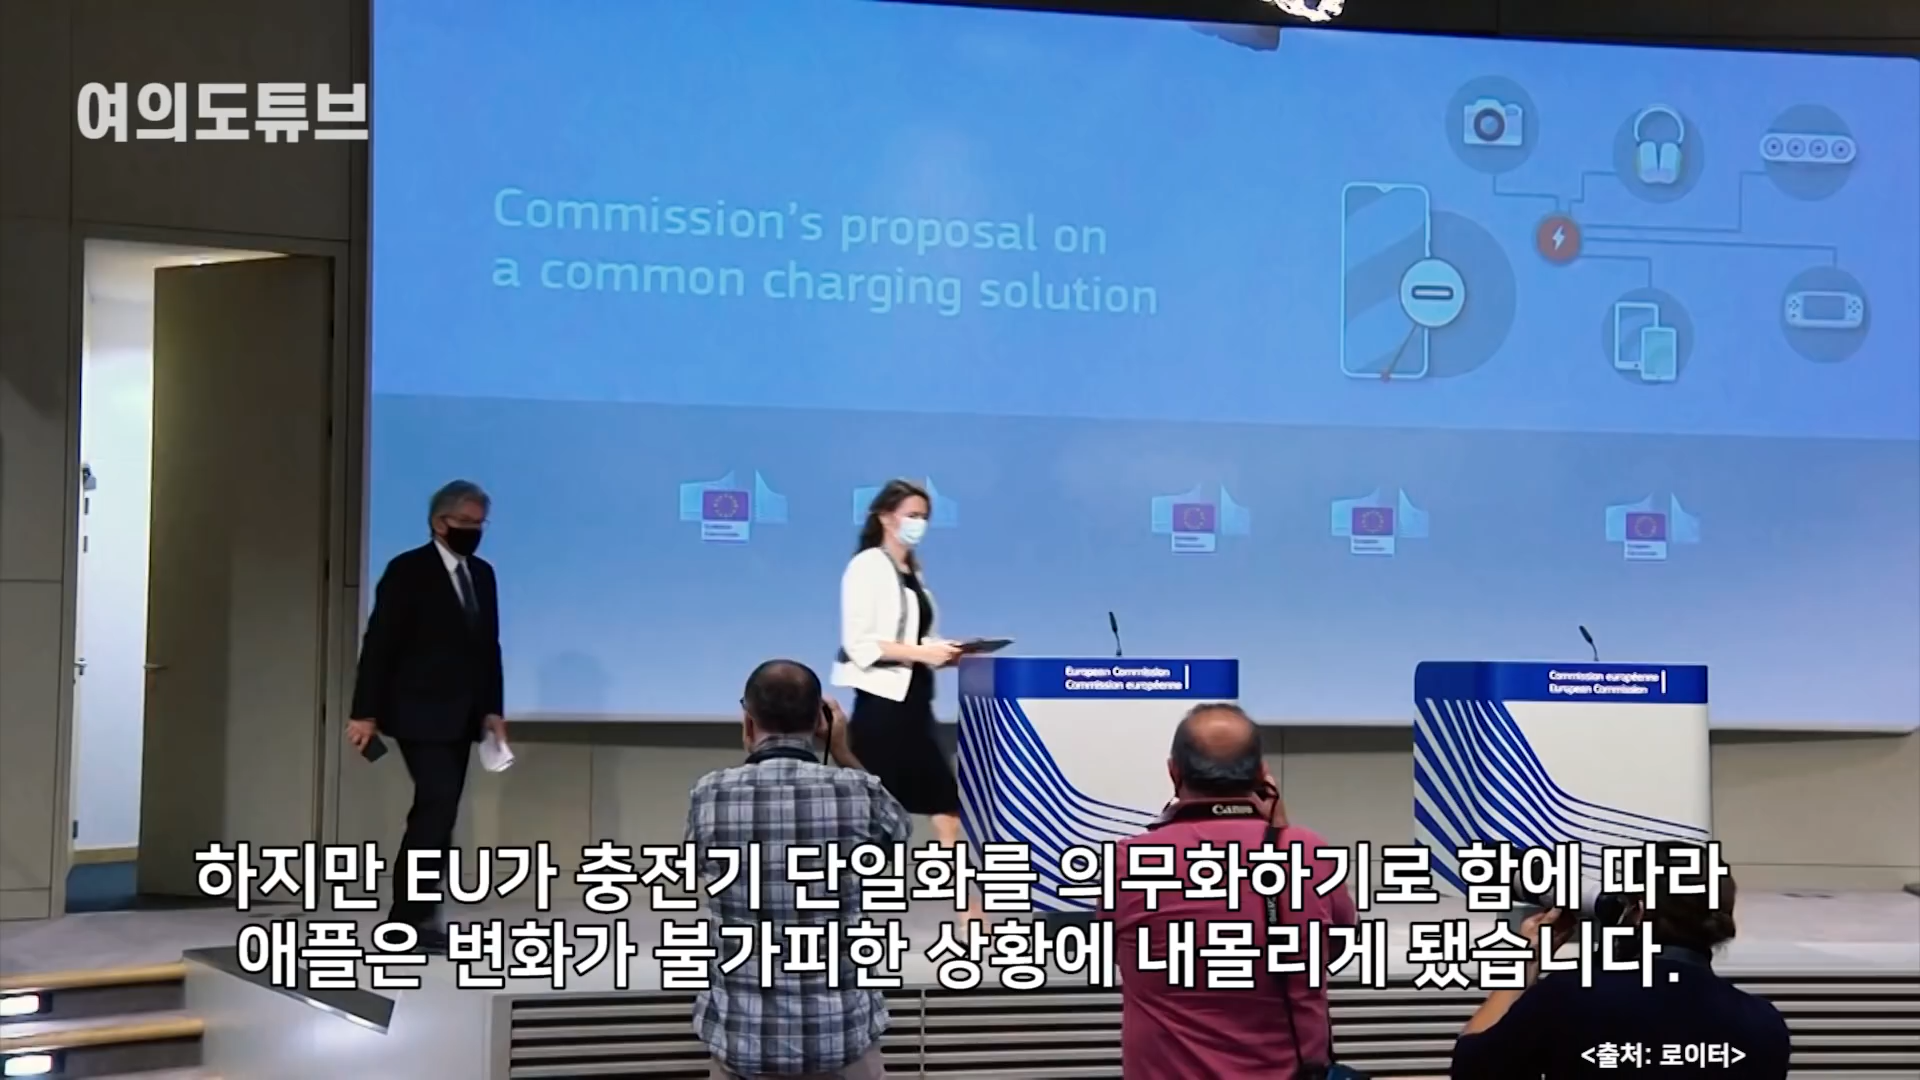 여의도튜브
Commission's proposal on
a common charging solution
European Commission
Commission européenne
Commission européenne
European Commission
Canon
하지만 EU가 충전기 단일화를 의무화하기로 함에 따라
애플은 변화가 불가피한 상황에 내몰리게 됐습니다.
<출처: 로이터>